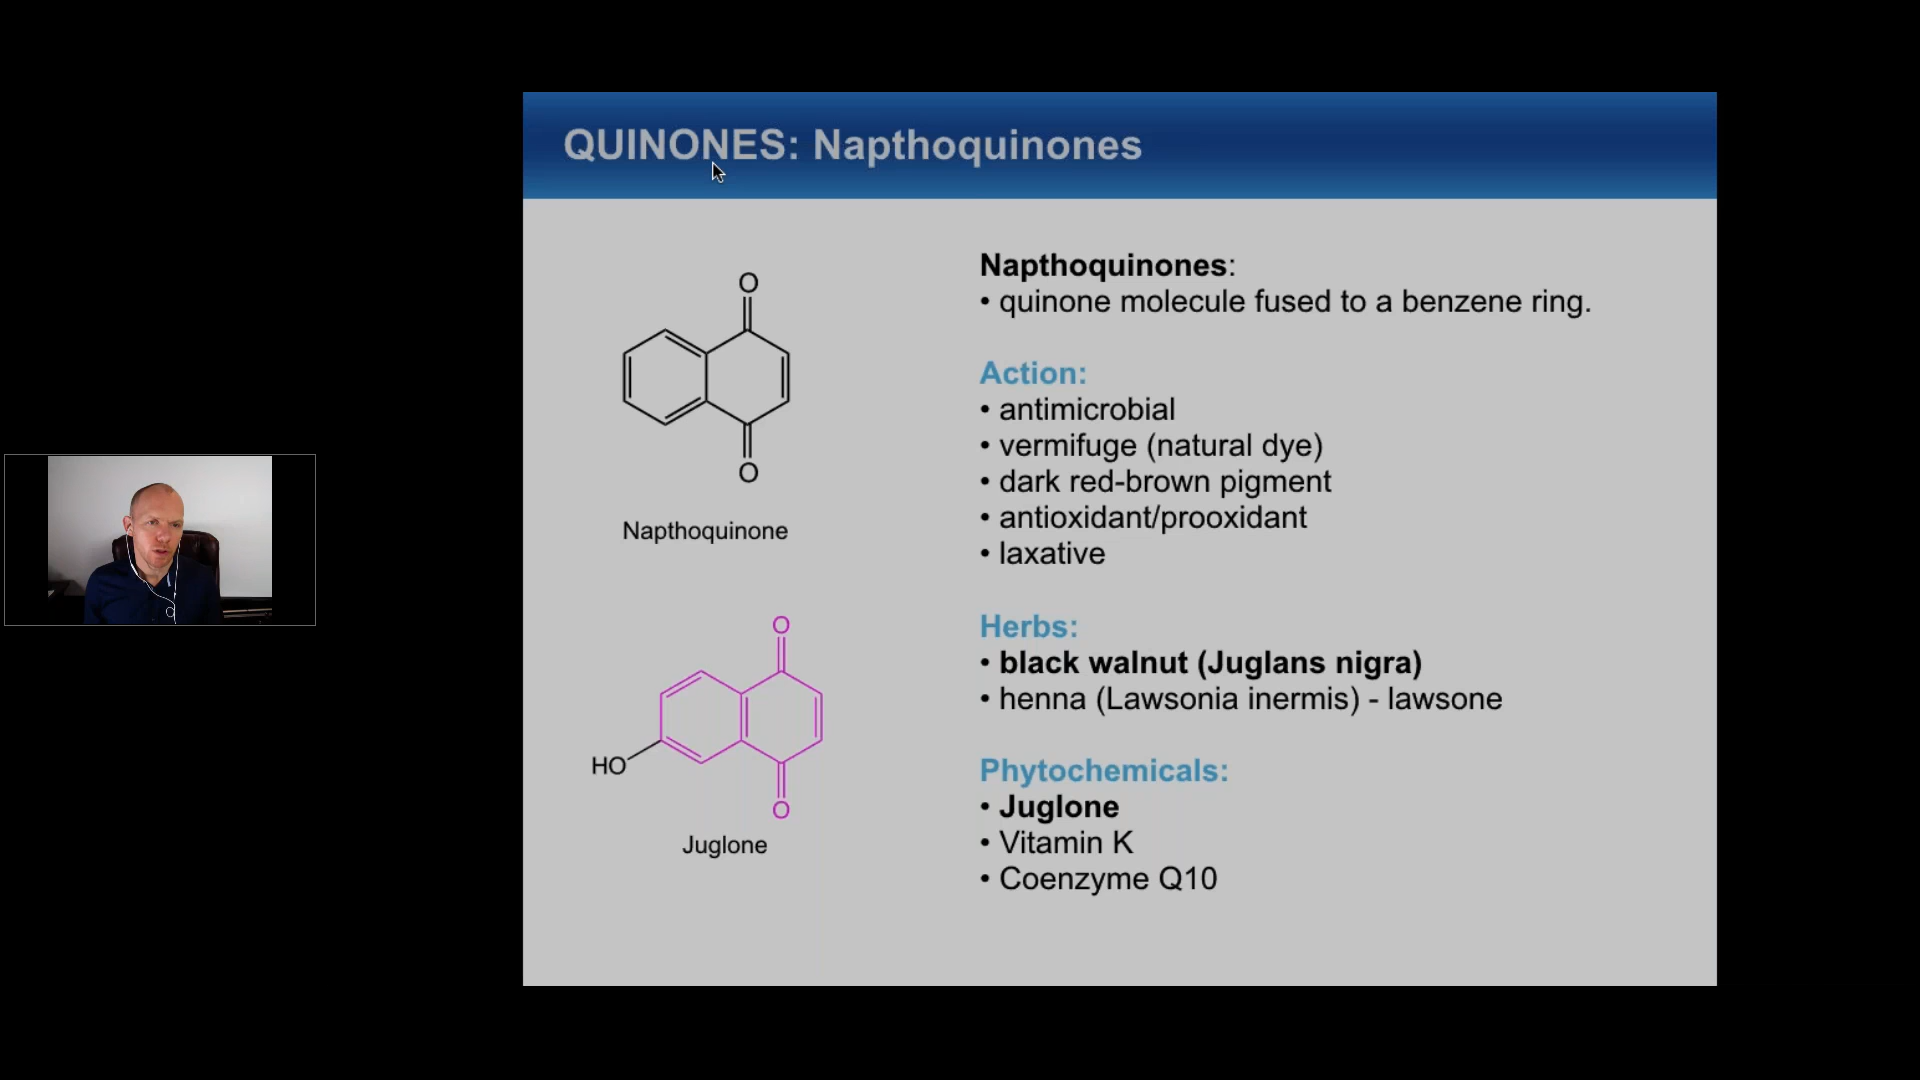 QUINONES: Napthoquinones
O
O
Napthoquinone
O
HO
O
Juglone
Napthoquinones:
• quinone molecule fused to a benzene ring.
Action:
• antimicrobial
• vermifuge (natural dye)
• dark red-brown pigment
• antioxidant/prooxidant
• laxative
Herbs:
• black walnut (Juglans nigra)
• henna (Lawsonia inermis) - lawsone
Phytochemicals:
• Juglone
• Vitamin K
• Coenzyme Q10